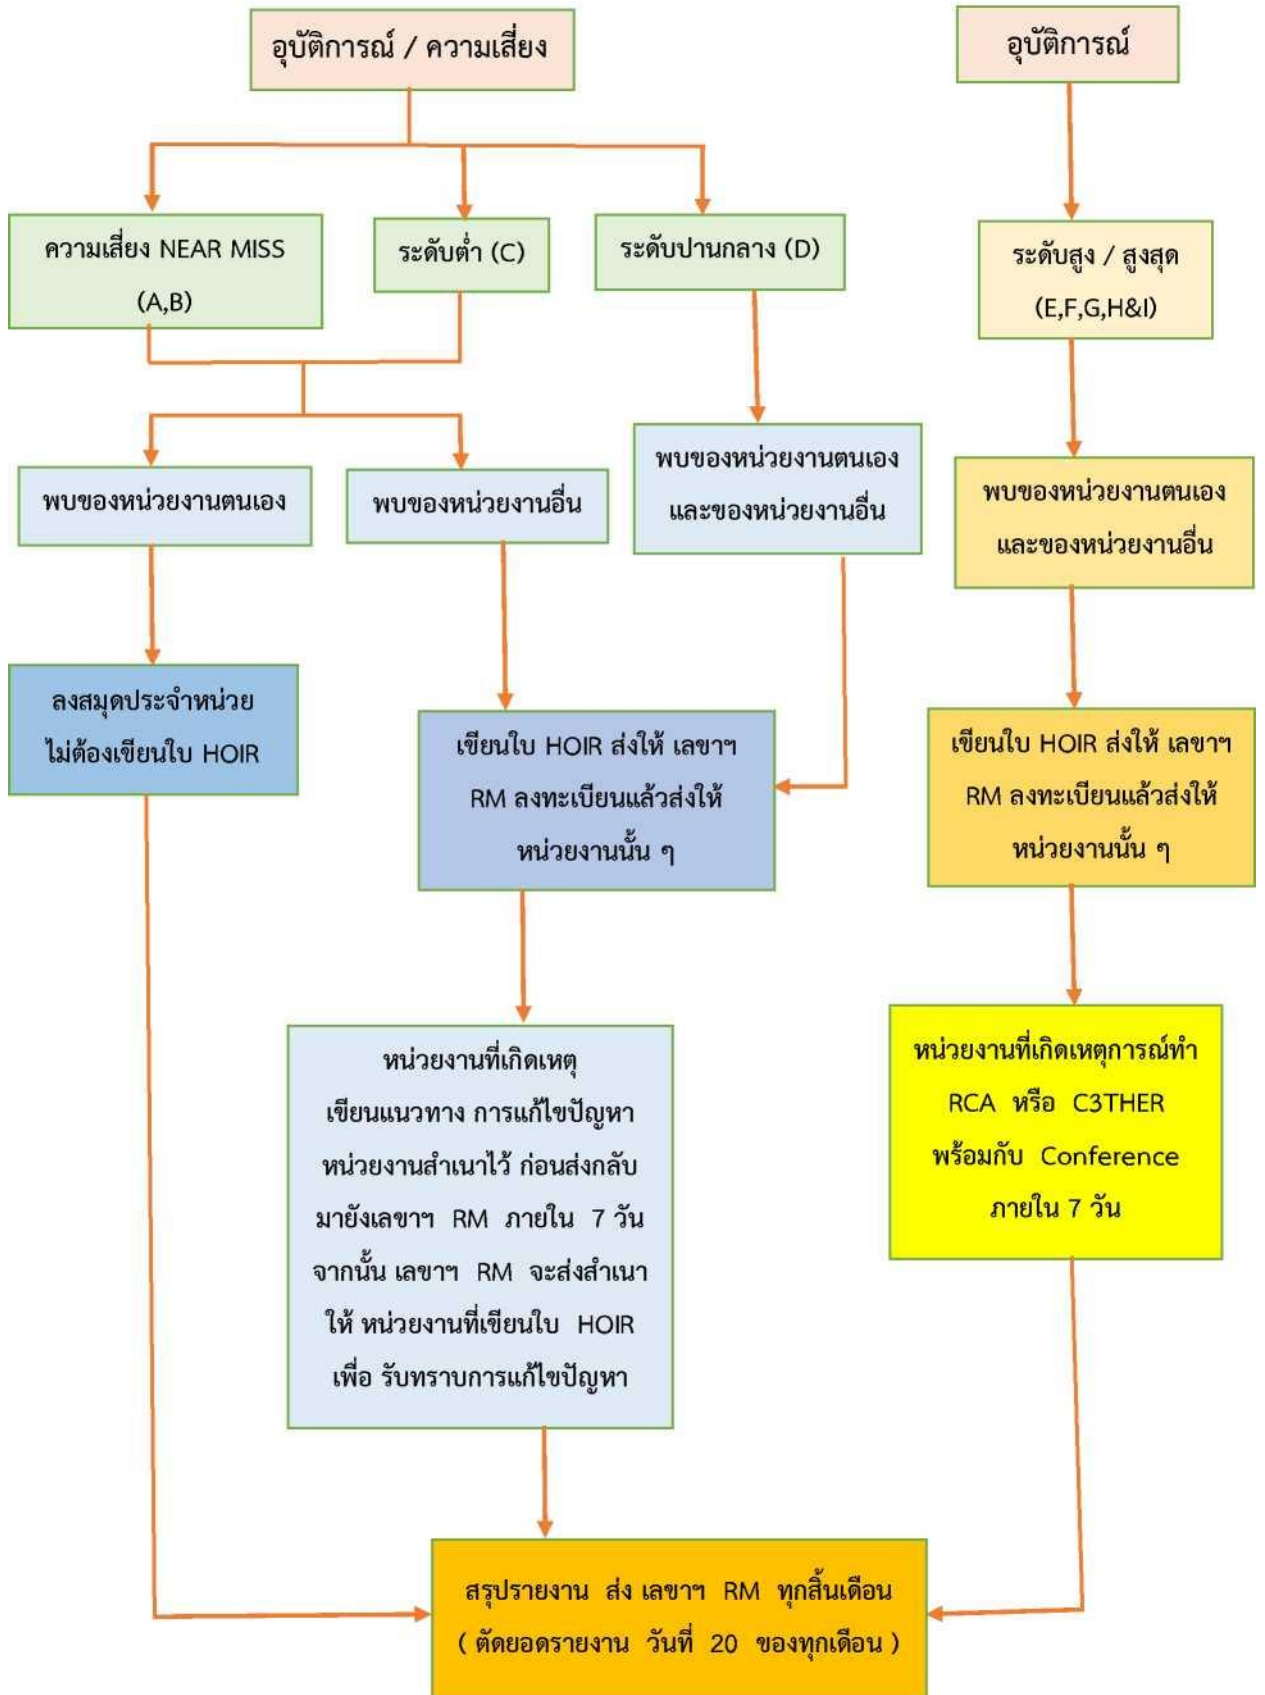 อุบัติการณ์ / ความเสี่ยง
อุบัติการณ์
ความเสี่ยง NEAR MISS
(A,B)
ระดับต่ำ (C)
ระดับปานกลาง (D)
ระดับสูง / สูงสุด
(E,F,G,H&I)
พบของหน่วยงานตนเอง
พบของหน่วยงานอื่น
พบของหน่วยงานตนเอง
และของหน่วยงานอื่น
พบของหน่วยงานตนเอง
และของหน่วยงานอื่น
ลงสมุดประจำหน่วย
ไม่ต้องเขียนใบ HOIR
เขียนใบ HOIR ส่งให้ เลขาฯ
RM ลงทะเบียนแล้วส่งให้
หน่วยงานนั้น ๆ
เขียนใบ HOIR ส่งให้ เลขาฯ
RM ลงทะเบียนแล้วส่งให้
หน่วยงานนั้น ๆ
หน่วยงานที่เกิดเหตุ
เขียนแนวทาง การแก้ไขปัญหา
หน่วยงานสำเนาไว้ ก่อนส่งกลับ
มายังเลขาฯ RM ภายใน 7 วัน
จากนั้น เลขาฯ RM จะส่งสำเนา
ให้ หน่วยงานที่เขียนใบ HOIR
เพื่อ รับทราบการแก้ไขปัญหา
หน่วยงานที่เกิดเหตุการณ์ทำ
RCA หรือ C3THER
พร้อมกับ Conference
ภายใน 7 วัน
สรุปรายงาน ส่ง เลขาฯ RM ทุกสิ้นเดือน
( ตัดยอดรายงาน วันที่ 20 ของทุกเดือน )